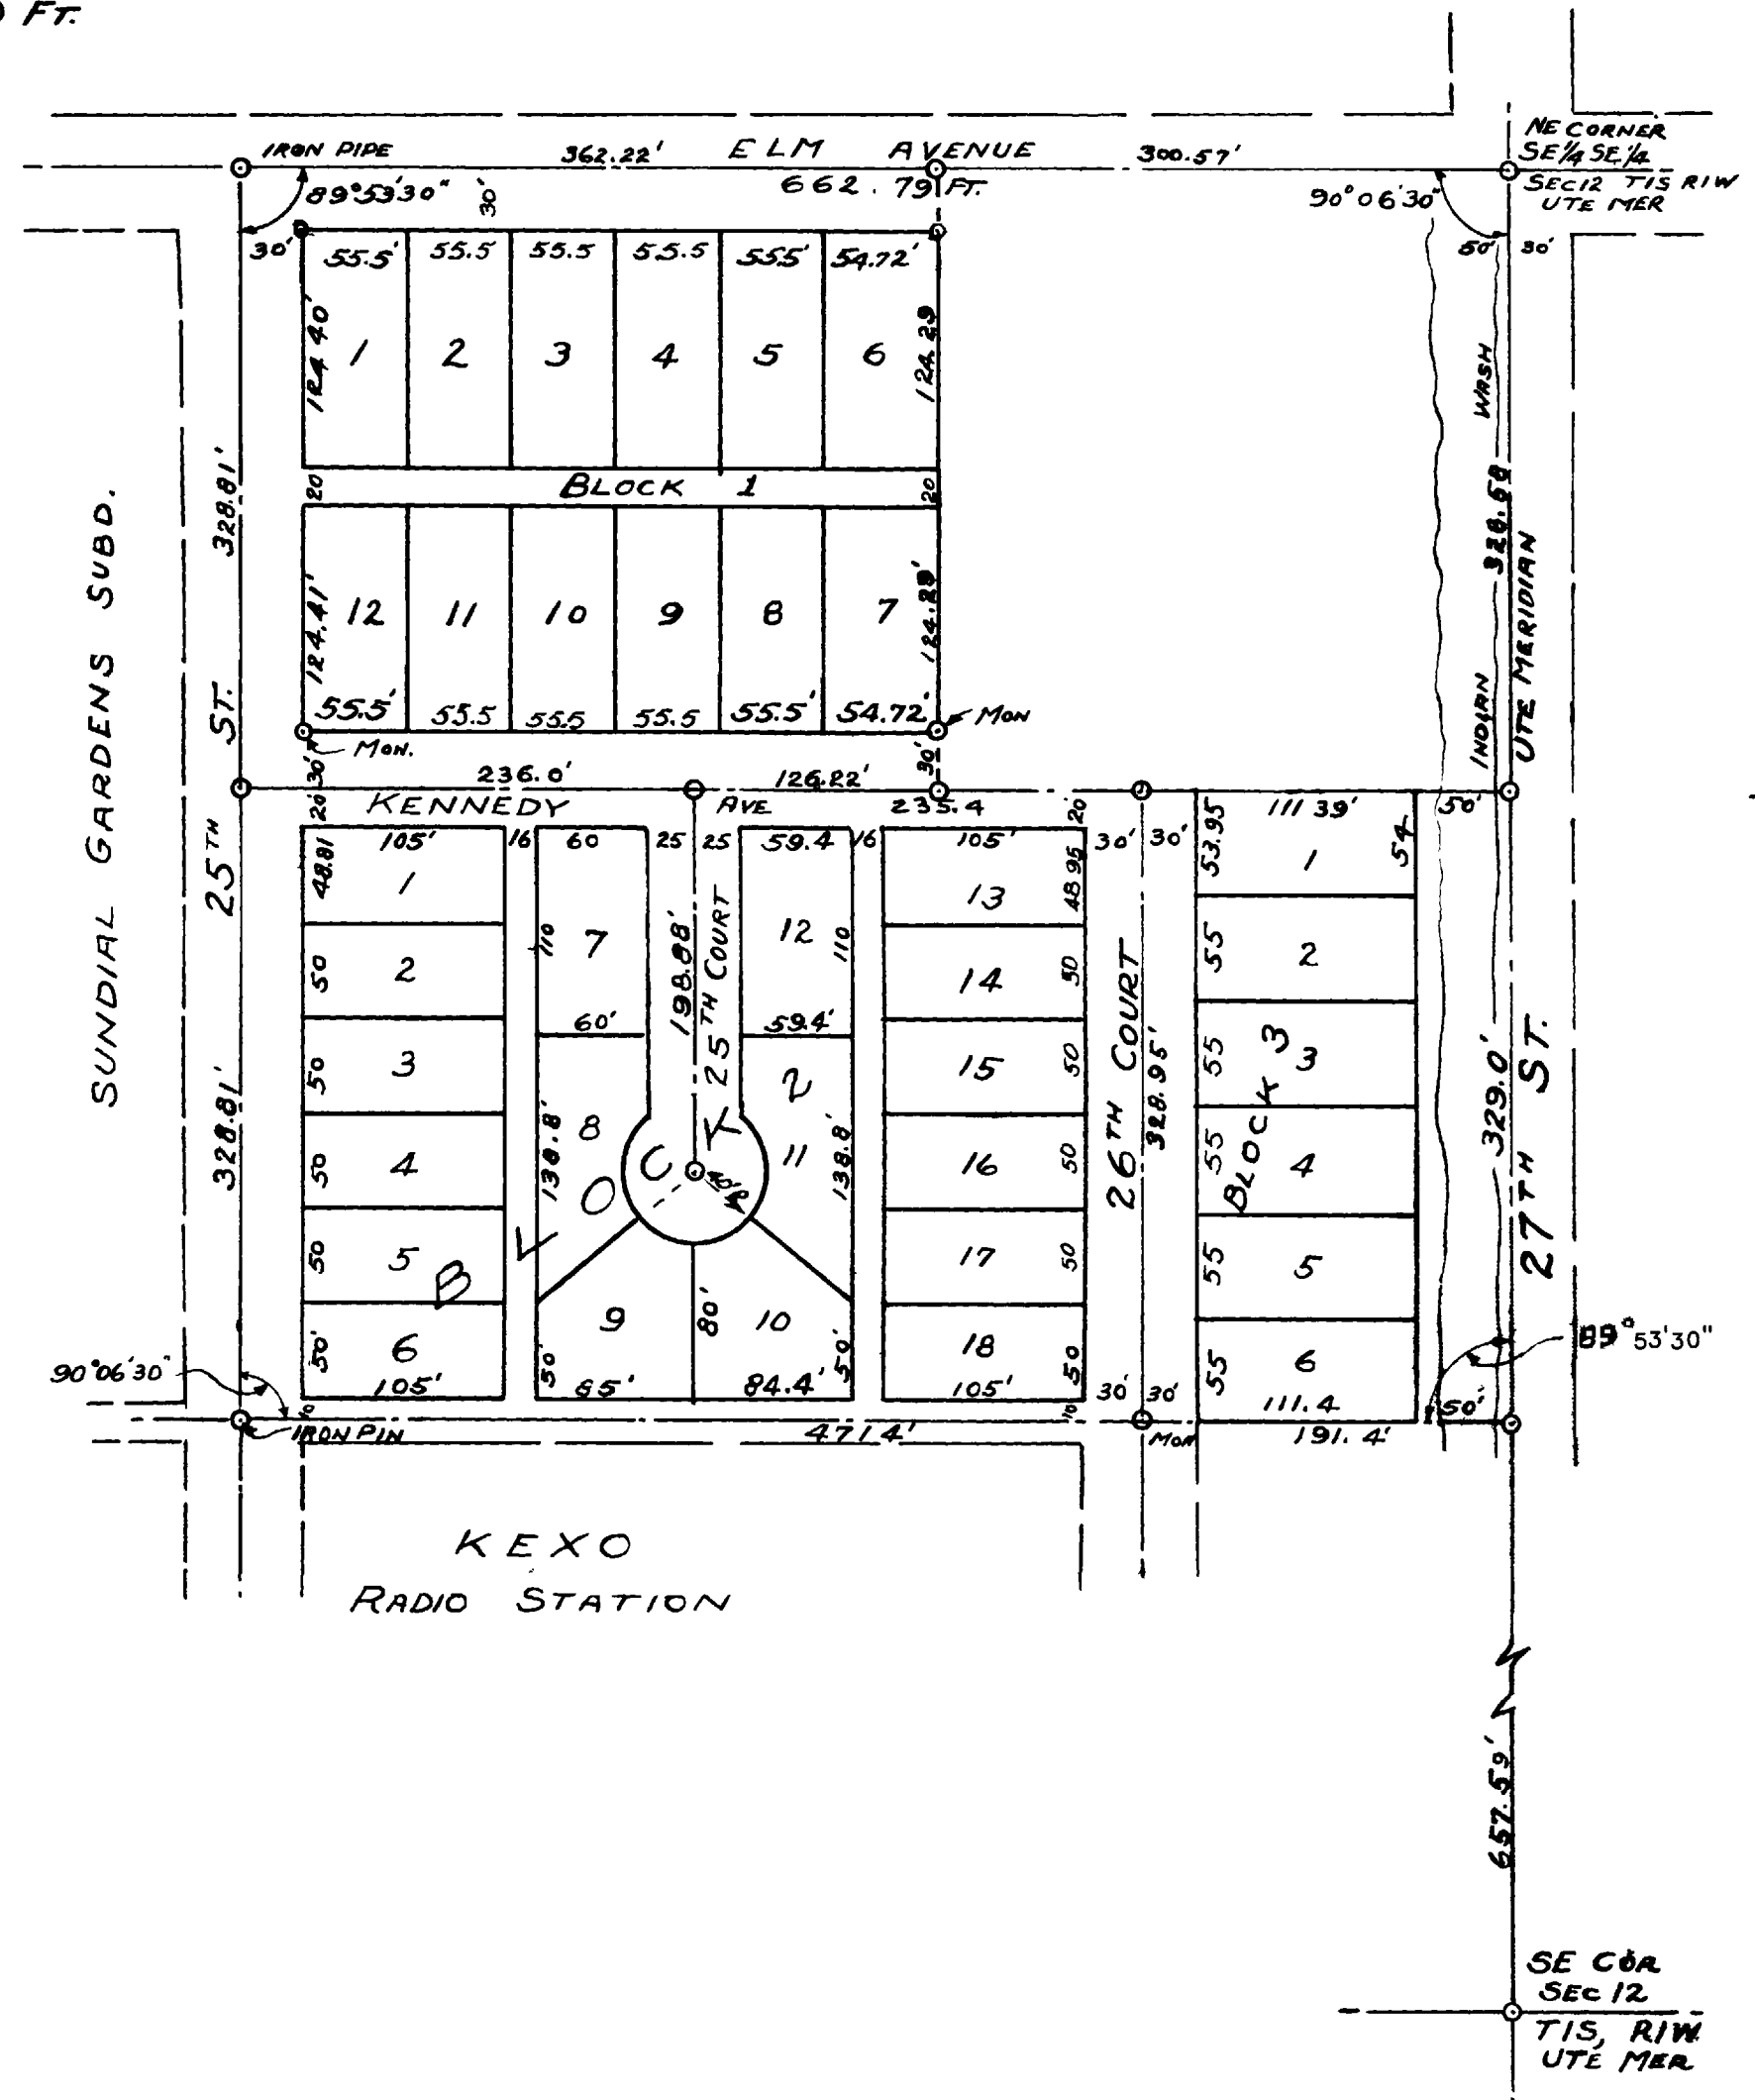 FT.
IRON PIPE
362.22'
ELM AVENUE
300.57'
NE CORNER
SE 1/4 SE 1/4
SEC 12 T1S R1W
UTE MER
662.79 FT.
89°53'30"
30'
90°06'30"
30'
50' 30'
55.5' 55.5 55.5 55.5 55.5' 54.72'
124.40'
1 2 3 4 5 6
124.29
20
BLOCK 1
20
328.81'
124.41'
12 11 10 9 8 7
55.5' 55.5 55.5 55.5 55.5' 54.72'
MON
MON.
30'
30'
SUNDIAL GARDENS SUBD.
25TH ST.
INDIAN WASH
UTE MERIDIAN
236.0'
126.22'
KENNEDY AVE
235.4
20'
20'
105' 16 60 25 25 59.4 16 105' 30' 30'
111.39'
50'
48.81
1
50
2
50
3
50
4
50
5
50'
6
105'
328.81'
110
7
60'
8
9
50'
85'
198.88'
25TH COURT
80'
12
110
59.4'
11
138.8'
10
50'
84.4'
BLOCK 2
13
48.95
14
50
15
50
16
50
17
50
18
50
105'
26TH COURT
328.95'
30' 30'
53.95
1
54
55
2
55
3
55
4
55
5
55
6
111.4
BLOCK 3
329.0'
27TH ST.
89°53'30"
50'
90°06'30"
10
IRON PIN
471.4'
10
MON
191.4'
KEXO
RADIO STATION
657.59'
SE COR
SEC 12
T1S, R1W
UTE MER